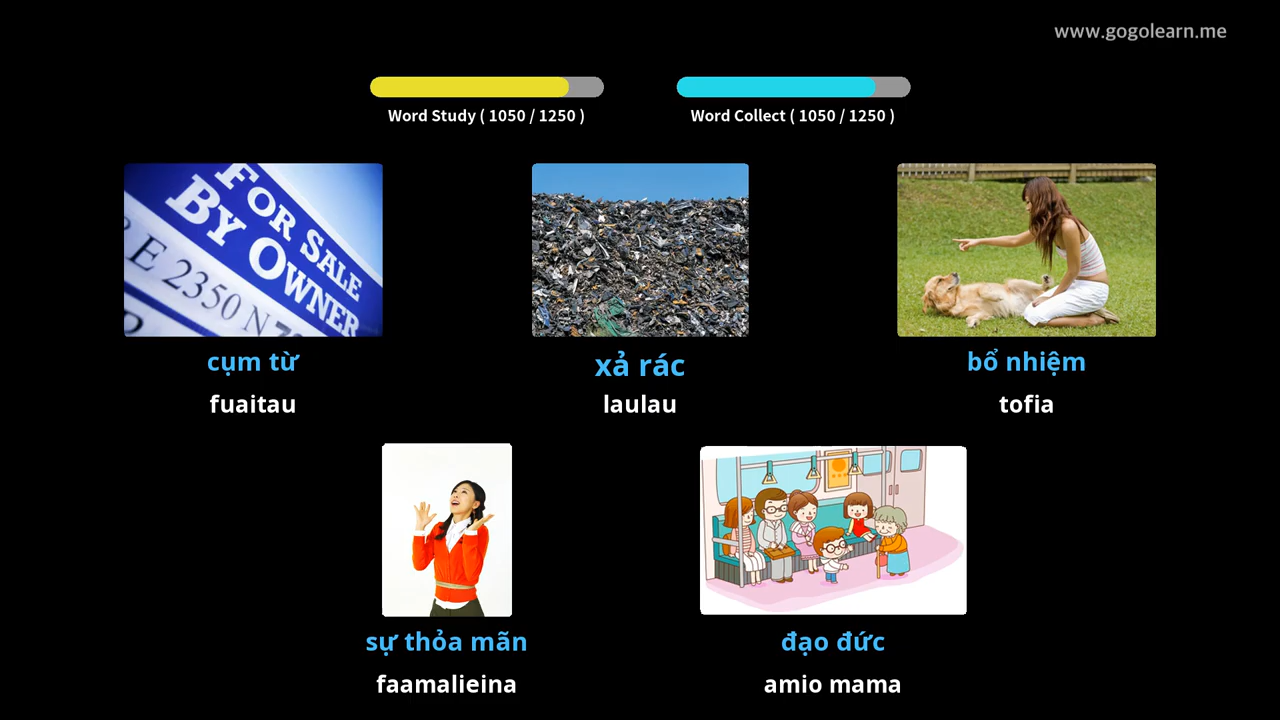 www.gogolearn.me
Word Study ( 1050 / 1250 )
Word Collect ( 1050 / 1250 )
FOR SALE
BY OWNER
E 2350 N
cụm từ
fuaitau
xả rác
laulau
bổ nhiệm
tofia
sự thỏa mãn
faamalieina
đạo đức
amio mama